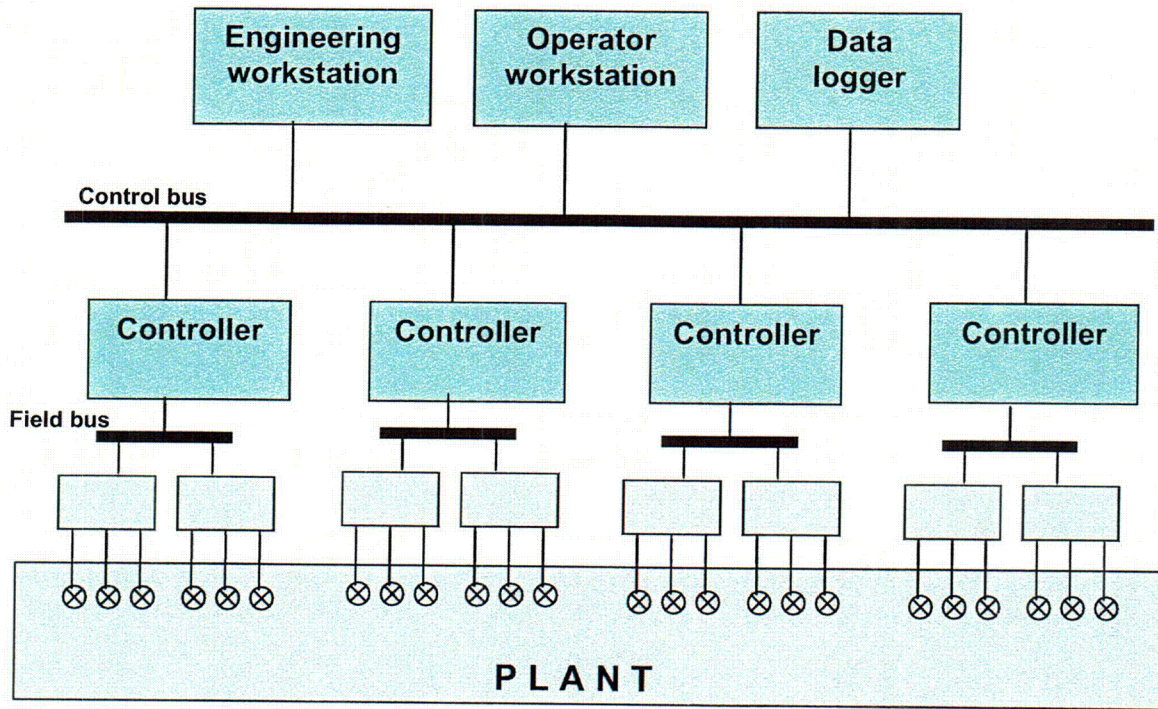 Engineering
workstation
Operator
workstation
Data
logger
Control bus
Controller
Controller
Controller
Controller
Field bus
P L A N T